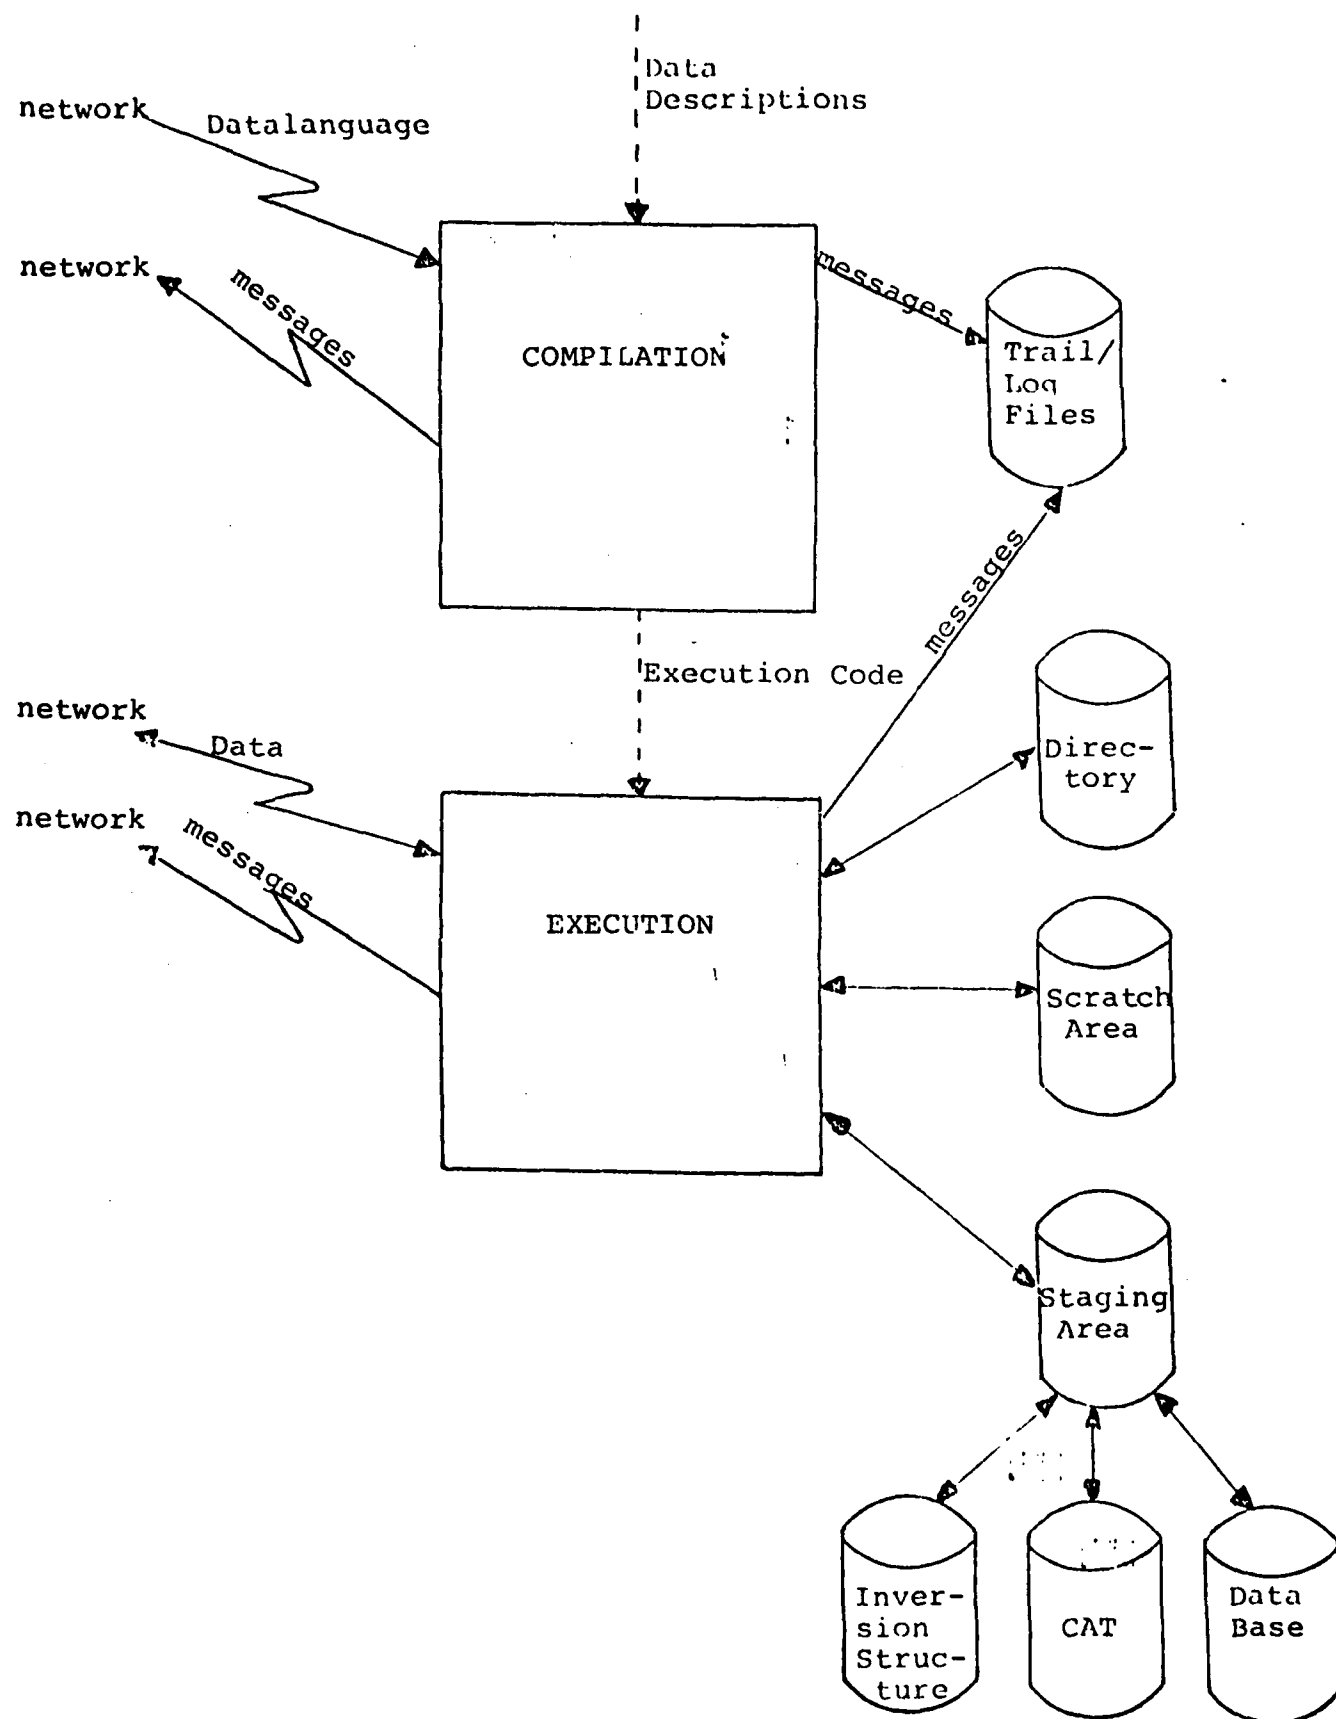 Data
Descriptions
network
Datalanguage
network
messages
messages
COMPILATION
Trail/
Log
Files
messages
Execution Code
network
Data
Direc-
tory
network
messages
EXECUTION
Scratch
Area
Staging
Area
Inver-
sion
Struc-
ture
CAT
Data
Base